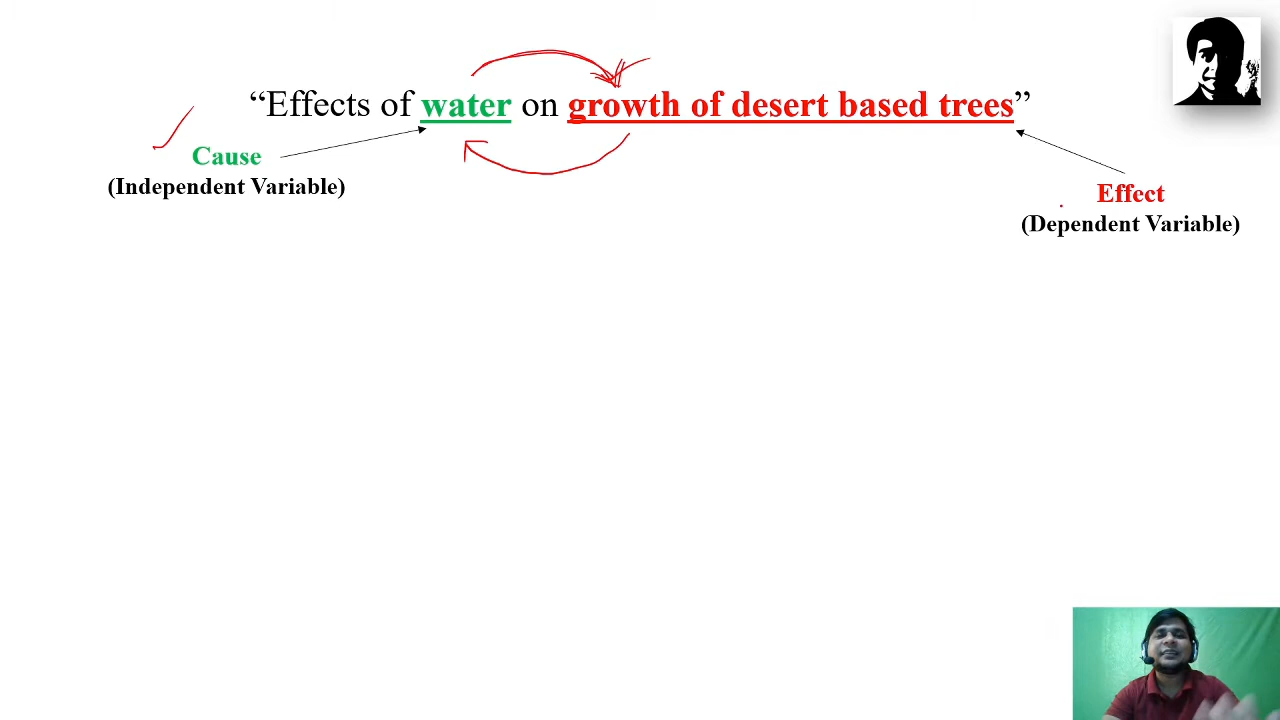 “Effects of water on growth of desert based trees”
Cause
(Independent Variable)
Effect
(Dependent Variable)